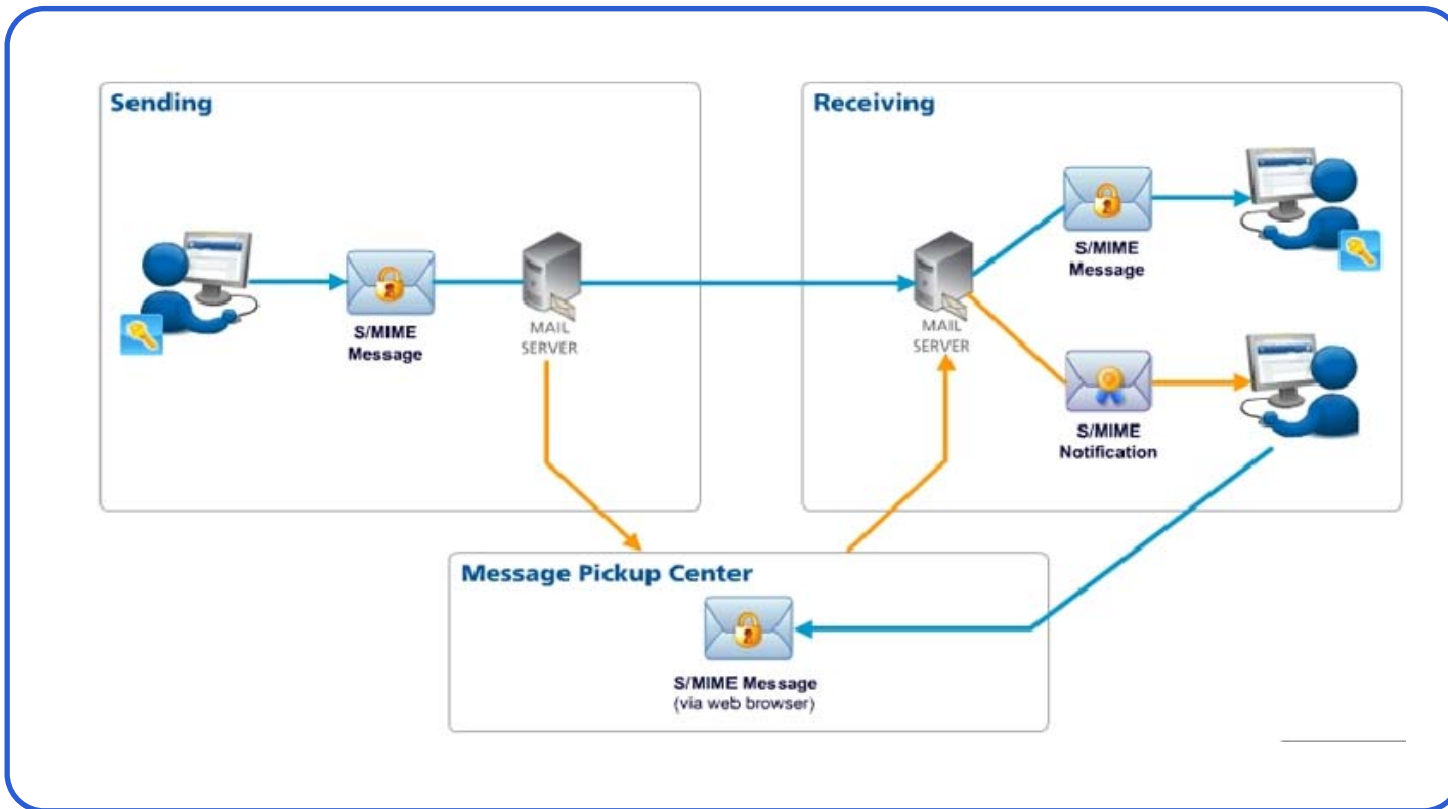 Sending
S/MIME
Message
MAIL
SERVER
Receiving
MAIL
SERVER
S/MIME
Message
S/MIME
Notification
Message Pickup Center
S/MIME Message
(via web browser)